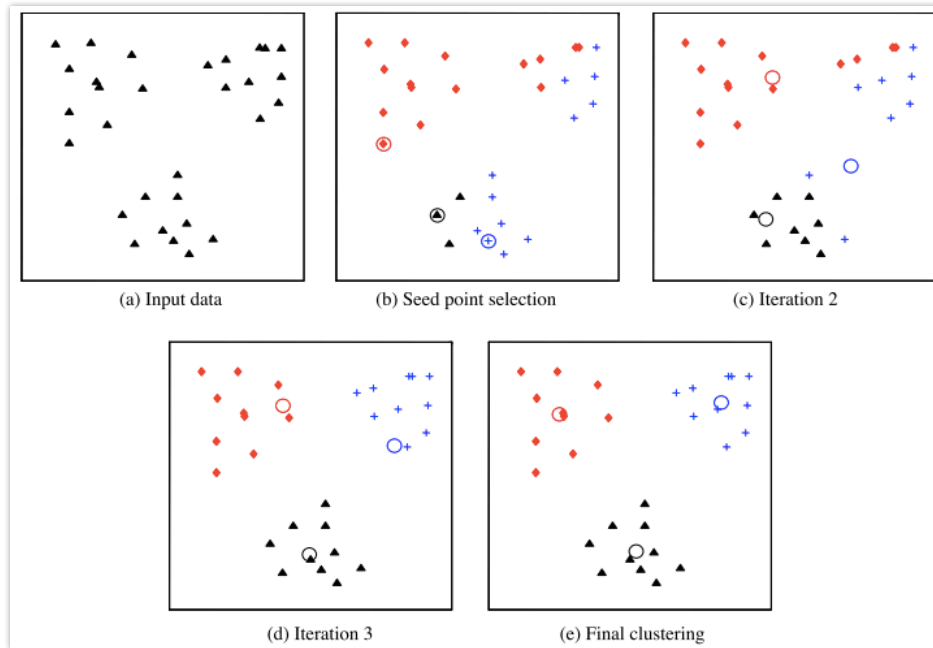 (a) Input data
(b) Seed point selection
(c) Iteration 2
(d) Iteration 3
(e) Final clustering